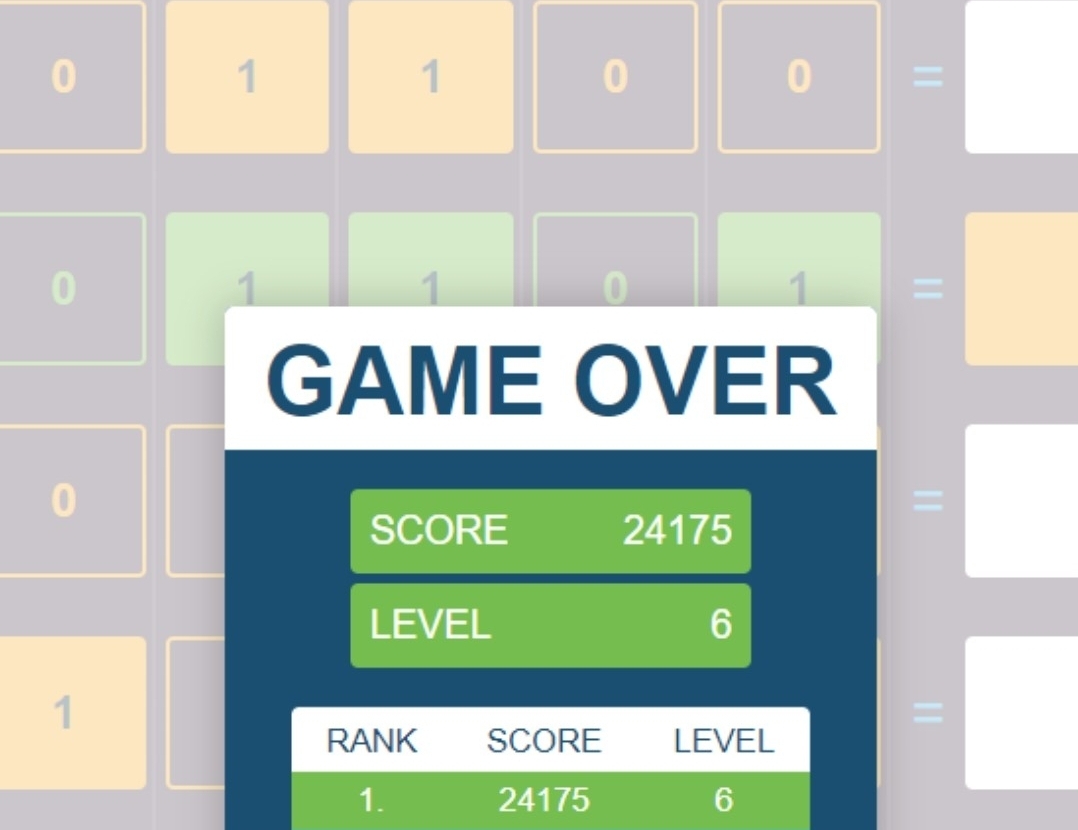 0 1 1 0 0 =
0 1 1 0 1 =
GAME OVER
0 =
SCORE 24175
LEVEL 6
1 =
RANK SCORE LEVEL
1. 24175 6